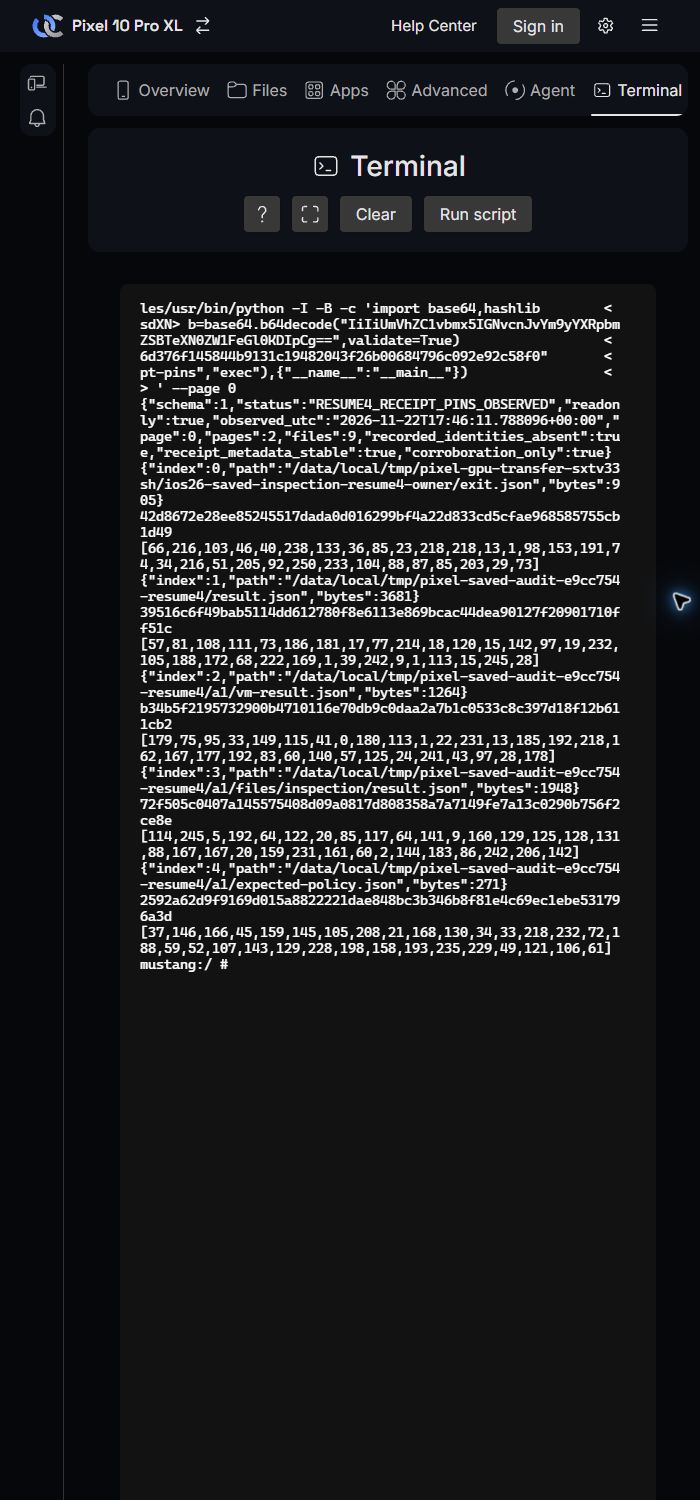 Pixel 10 Pro XL
Help Center
Sign in
Overview
Files
Apps
Advanced
Agent
Terminal
Terminal
?
Clear
Run script
les/usr/bin/python -I -B -c 'import base64,hashlib <
sdXN> b=base64.b64decode("IiIiUmVhZC1vbmx5IGNvcnJvYm9yYXRpbm
ZSBTeXN0ZW1FeGl0KDIpCg==",validate=True) <
6d376f145844b9131c19482043f26b00684796c092e92c58f0" <
pt-pins","exec"),{"__name__":"__main__"}) <
> ' --page 0
{"schema":1,"status":"RESUME4_RECEIPT_PINS_OBSERVED","readon
ly":true,"observed_utc":"2026-11-22T17:46:11.788096+00:00","
page":0,"pages":2,"files":9,"recorded_identities_absent":tru
e,"receipt_metadata_stable":true,"corroboration_only":true}
{"index":0,"path":"/data/local/tmp/pixel-gpu-transfer-sxtv33
sh/ios26-saved-inspection-resume4-owner/exit.json","bytes":9
05}
42d8672e28ee85245517dada0d016299bf4a22d833cd5cfae968585755cb
1d49
[66,216,103,46,40,238,133,36,85,23,218,218,13,1,98,153,191,7
4,34,216,51,205,92,250,233,104,88,87,85,203,29,73]
{"index":1,"path":"/data/local/tmp/pixel-saved-audit-e9cc754
-resume4/result.json","bytes":3681}
39516c6f49bab5114dd612780f8e6113e869bcac44dea90127f20901710f
f51c
[57,81,108,111,73,186,181,17,77,214,18,120,15,142,97,19,232,
105,188,172,68,222,169,1,39,242,9,1,113,15,245,28]
{"index":2,"path":"/data/local/tmp/pixel-saved-audit-e9cc754
-resume4/a1/vm-result.json","bytes":1264}
b34b5f2195732900b4710116e70db9c0daa2a7b1c0533c8c397d18f12b61
1cb2
[179,75,95,33,149,115,41,0,180,113,1,22,231,13,185,192,218,1
62,167,177,192,83,60,140,57,125,24,241,43,97,28,178]
{"index":3,"path":"/data/local/tmp/pixel-saved-audit-e9cc754
-resume4/a1/files/inspection/result.json","bytes":1948}
72f505c0407a145575408d09a0817d808358a7a7149fe7a13c0290b756f2
ce8e
[114,245,5,192,64,122,20,85,117,64,141,9,160,129,125,128,131
,88,167,167,20,159,231,161,60,2,144,183,86,242,206,142]
{"index":4,"path":"/data/local/tmp/pixel-saved-audit-e9cc754
-resume4/a1/expected-policy.json","bytes":271}
2592a62d9f9169d015a8822221dae848bc3b346b8f81e4c69ec1ebe53179
6a3d
[37,146,166,45,159,145,105,208,21,168,130,34,33,218,232,72,1
88,59,52,107,143,129,228,198,158,193,235,229,49,121,106,61]
mustang:/ #